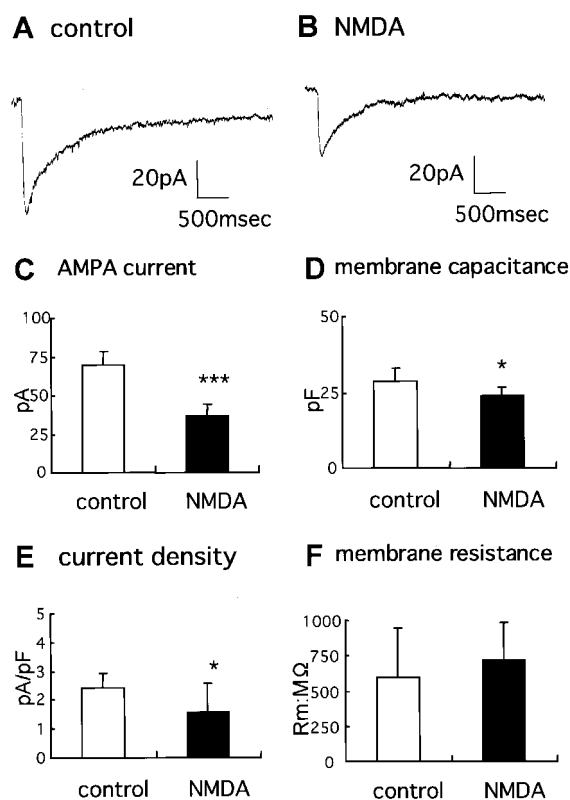 A control
B NMDA
20pA
500msec
20pA
500msec
C AMPA current
D membrane capacitance
100
75
50
25
0
pA
***
control NMDA
50
25
0
pF
*
control NMDA
E current density
F membrane resistance
5
4
3
2
1
0
pA/pF
*
control NMDA
1000
750
500
250
0
Rm:MΩ
control NMDA